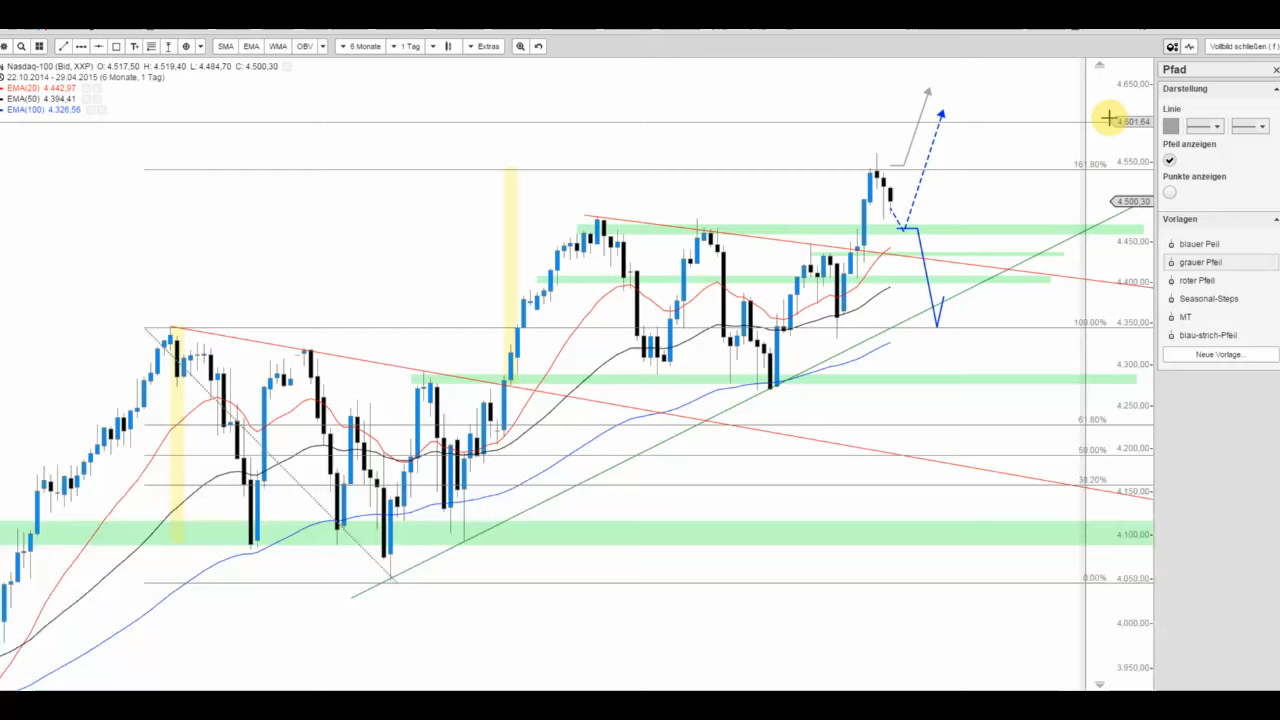 SMA EMA WMA OBV 6 Monate 1 Tag Extras Vollbild schließen ( f )
Nasdaq-100 (Bid, XXP) O: 4.517,50 H: 4.519,40 L: 4.484,70 C: 4.500,30
22.10.2014 - 29.04.2015 (6 Monate, 1 Tag)
EMA(20) 4.442,97
EMA(50) 4.394,41
EMA(100) 4.326,56
4.650,00
4.601,64
4.550,00
161.80%
4.500,30
4.450,00
4.400,00
4.350,00
100.00%
4.300,00
4.250,00
61.80%
4.200,00
50.00%
4.150,00
38.20%
4.100,00
4.050,00
0.00%
4.000,00
3.950,00
Pfad
Darstellung
Linie
Pfeil anzeigen
Punkte anzeigen
Vorlagen
blauer Peil
grauer Pfeil
roter Pfeil
Seasonal-Steps
MT
blau-strich-Pfeil
Neue Vorlage...